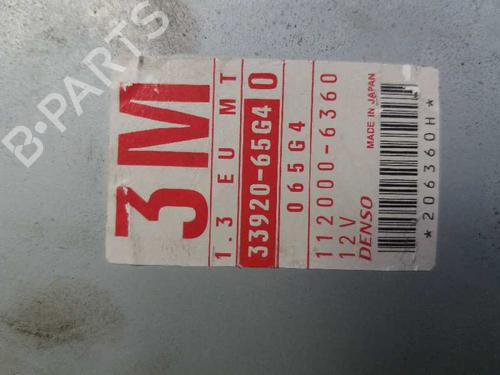 B-PARTS
3M
1.3 EU MT
33920-65G4 0
065G4
112000-6360
12V
DENSO
MADE IN JAPAN
*206360H*